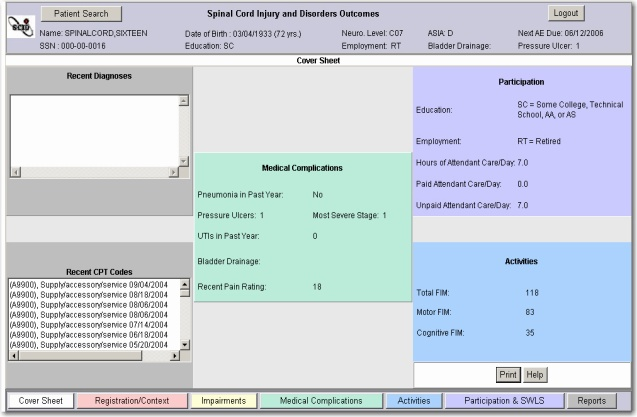 SCID
Patient Search
Spinal Cord Injury and Disorders Outcomes
Logout
Name: SPINALCORD,SIXTEEN
Date of Birth : 03/04/1933 (72 yrs.)
Neuro. Level: C07
ASIA: D
Next AE Due: 06/12/2006
SSN : 000-00-0016
Education: SC
Employment: RT
Bladder Drainage:
Pressure Ulcer: 1
Cover Sheet
Recent Diagnoses
Medical Complications
Pneumonia in Past Year: No
Pressure Ulcers: 1 Most Severe Stage: 1
UTIs in Past Year: 0
Bladder Drainage:
Recent Pain Rating: 18
Participation
Education: SC = Some College, Technical
School, AA, or AS
Employment: RT = Retired
Hours of Attendant Care/Day: 7.0
Paid Attendant Care/Day: 0.0
Unpaid Attendant Care/Day: 7.0
Recent CPT Codes
(A9900), Supply/accessory/service 09/04/2004
(A9900), Supply/accessory/service 08/18/2004
(A9900), Supply/accessory/service 08/06/2004
(A9900), Supply/accessory/service 08/06/2004
(A9900), Supply/accessory/service 07/14/2004
(A9900), Supply/accessory/service 06/18/2004
(A9900), Supply/accessory/service 05/20/2004
Activities
Total FIM: 118
Motor FIM: 83
Cognitive FIM: 35
Print Help
Cover Sheet Registration/Context Impairments Medical Complications Activities Participation & SWLS Reports